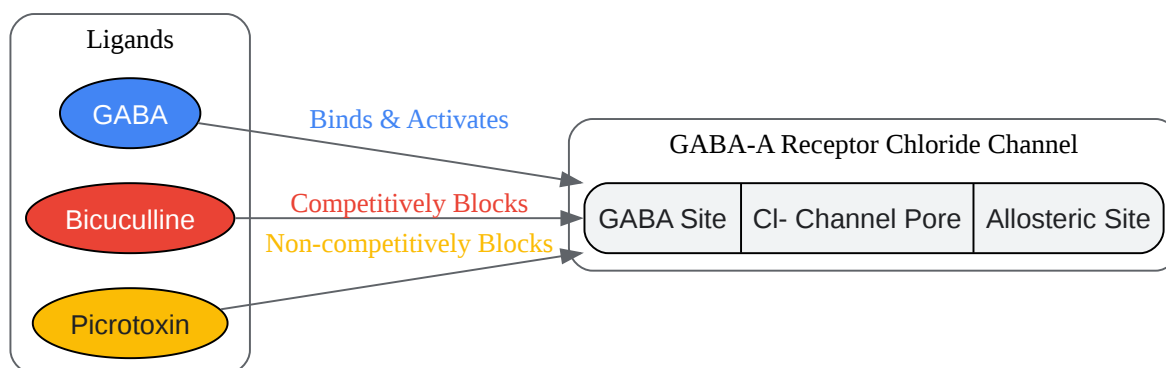 Ligands
GABA
Bicuculline
Picrotoxin
Binds & Activates
Competitively Blocks
Non-competitively Blocks
GABA-A Receptor Chloride Channel
GABA Site
Cl- Channel Pore
Allosteric Site